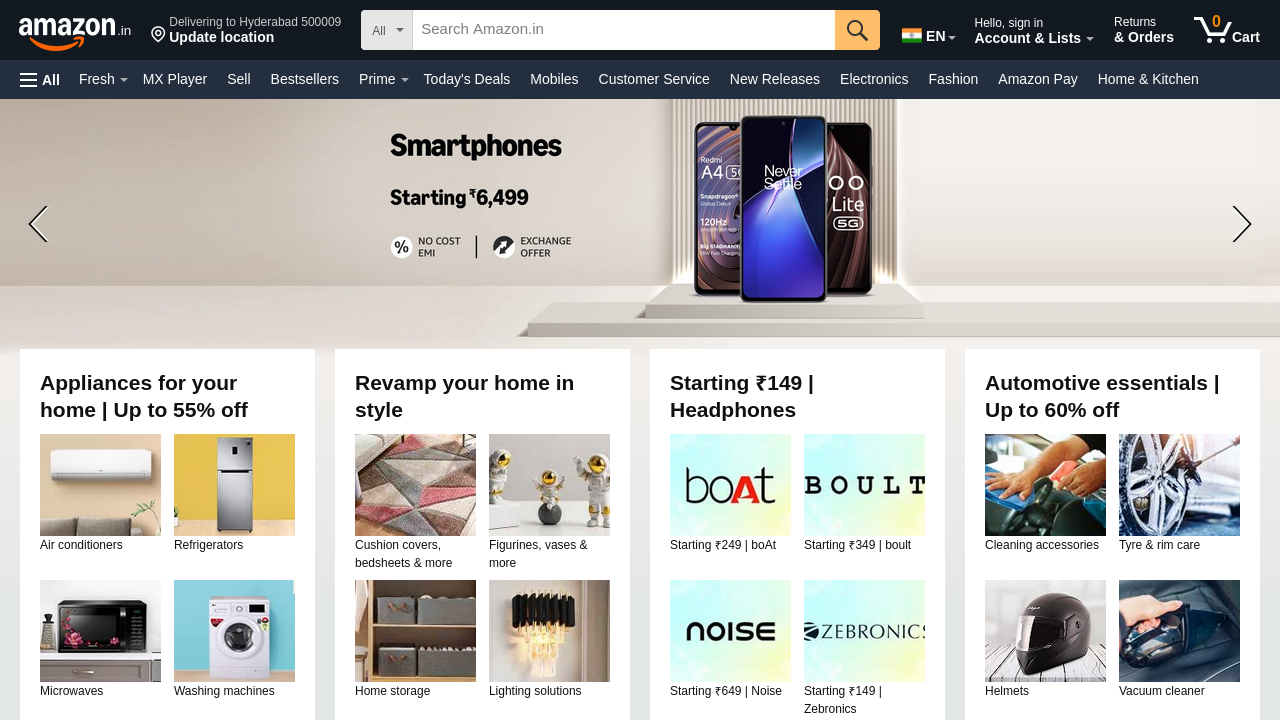 amazon.in
Delivering to Hyderabad 500009
Update location
All
Search Amazon.in
EN
Hello, sign in
Account & Lists
Returns
& Orders
0
Cart
All
Fresh
MX Player
Sell
Bestsellers
Prime
Today's Deals
Mobiles
Customer Service
New Releases
Electronics
Fashion
Amazon Pay
Home & Kitchen
Smartphones
Starting ₹6,499
% NO COST EMI
EXCHANGE OFFER
Redmi
A4 5G
Snapdragon®
Global Debut
120Hz
Never
Settle
Lite
5G
Appliances for your
home | Up to 55% off
Air conditioners
Refrigerators
Microwaves
Washing machines
Revamp your home in
style
Cushion covers,
bedsheets & more
Figurines, vases &
more
Home storage
Lighting solutions
Starting ₹149 |
Headphones
boAt
BOULT
Starting ₹249 | boAt
Starting ₹349 | boult
NOISE
ZEBRONICS
Starting ₹649 | Noise
Starting ₹149 |
Zebronics
Automotive essentials |
Up to 60% off
Cleaning accessories
Tyre & rim care
Helmets
Vacuum cleaner